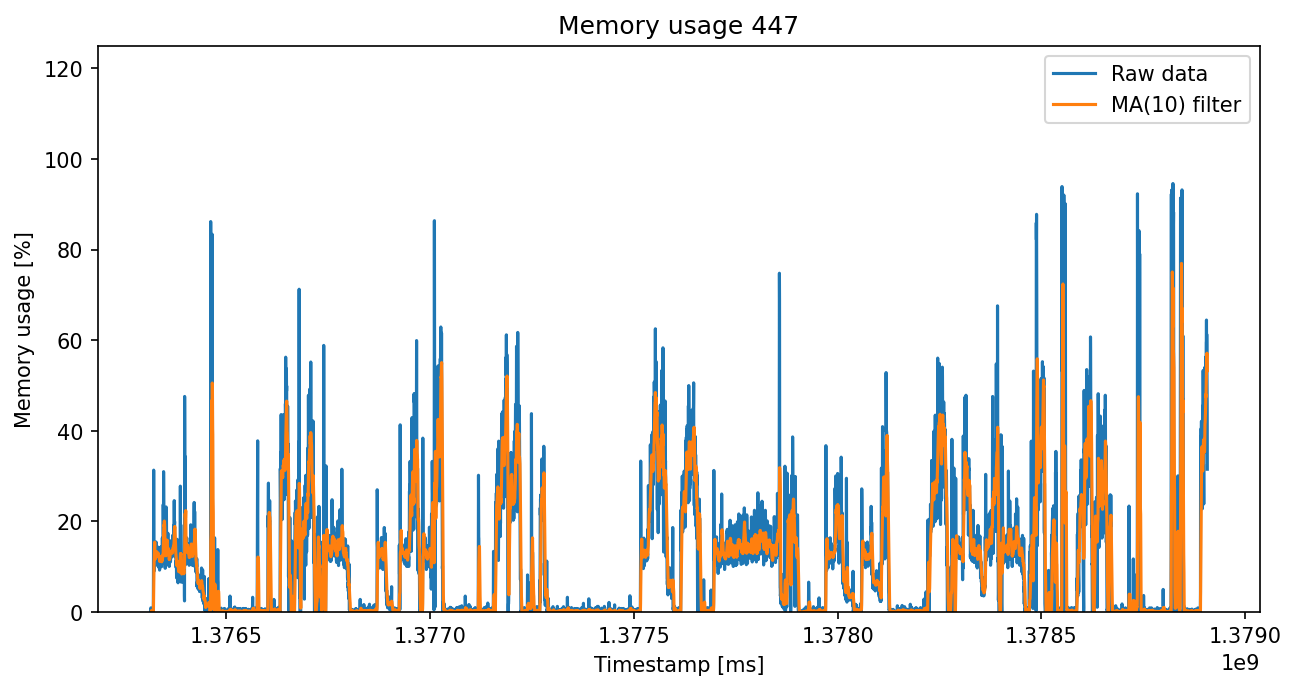 Memory usage 447
Raw data
MA(10) filter
Memory usage [%]
120
100
80
60
40
20
0
1.3765 1.3770 1.3775 1.3780 1.3785 1.3790
1e9
Timestamp [ms]